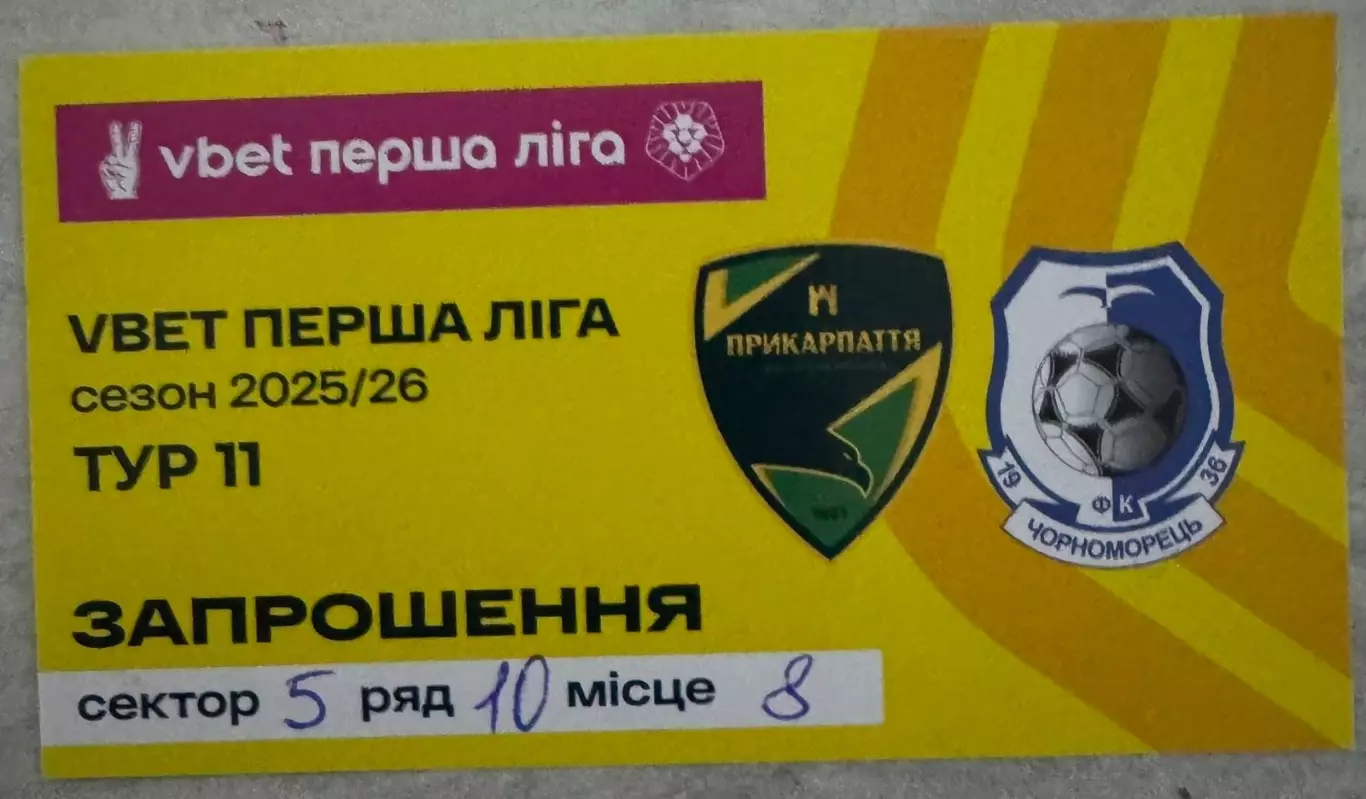 vbet перша ліга
VBET ПЕРША ЛІГА
сезон 2025/26
ТУР 11
ПРИКАРПАТТЯ
19 ФК 36
ЧОРНОМОРЕЦЬ
ЗАПРОШЕННЯ
сектор 5 ряд 10 місце 8